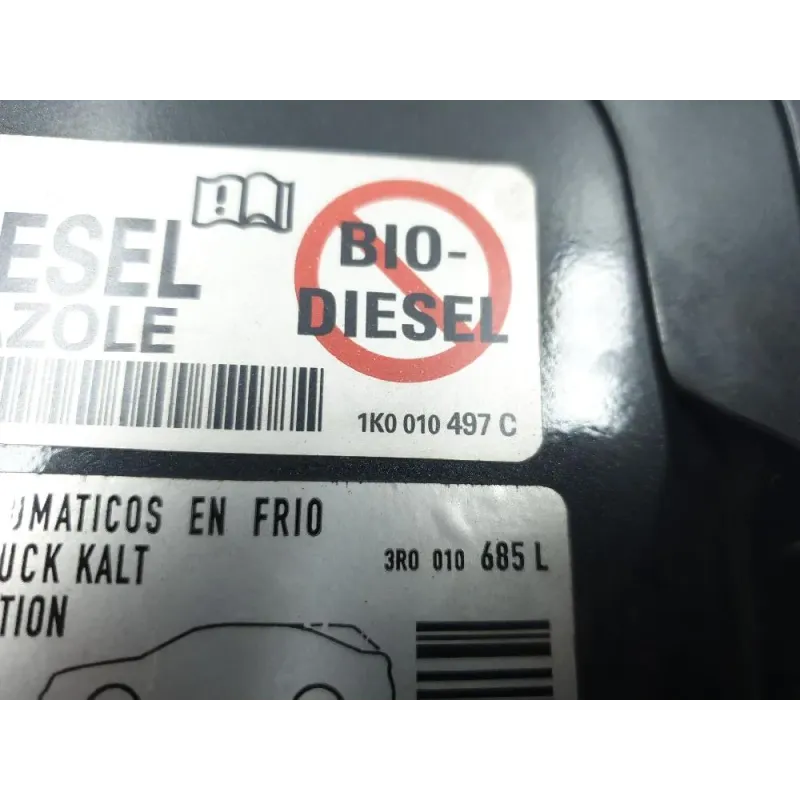 ESEL
AZOLE
BIO-
DIESEL
1K0 010 497 C
UMATICOS EN FRIO
UCK KALT
TION
3R0 010 685 L